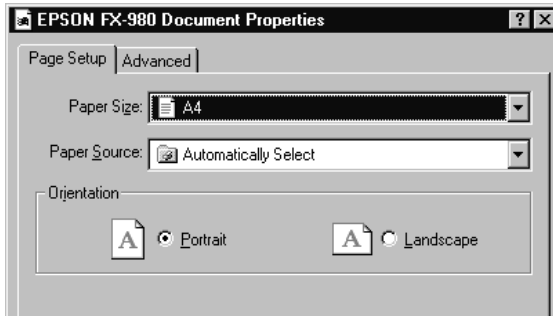 EPSON FX-980 Document Properties
Page Setup Advanced
Paper Size: A4
Paper Source: Automatically Select
Orientation
A Portrait A Landscape